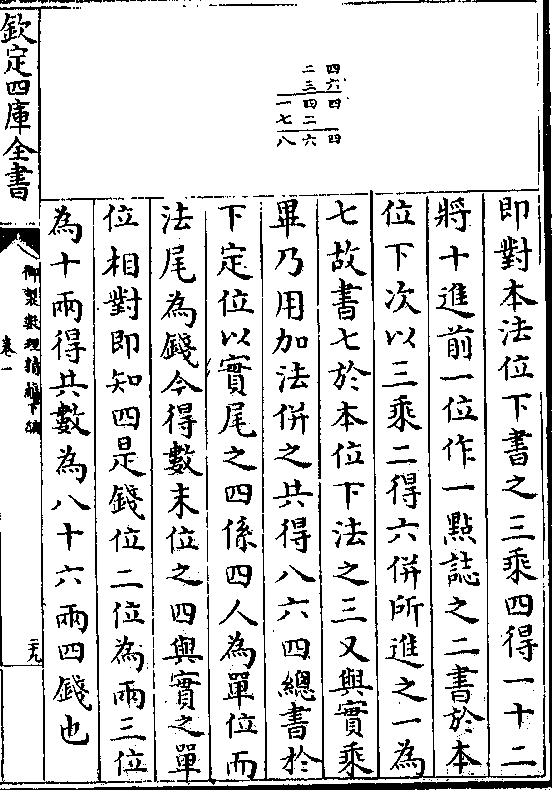 二四
三六
一四四
七二
八六四
即對本法位下書之三乘四得一十二
將十進前一位作一點誌之二書於本
位下次以三乘二得六併所進之一為
七故書七於本位下法之三又與實乘
畢乃用加法併之共得八六四總書於
下定位以實尾之四係四人為單位而
法尾為錢今得數末位之四與實之單
位相對即知四是錢位二位為兩三位
為十兩得共數為八十六兩四錢也
欽定四庫全書
御製數理精蘊下編
卷一